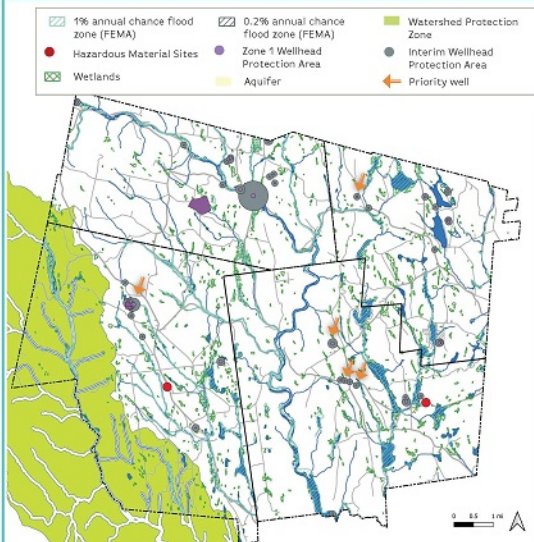 1% annual chance flood
zone (FEMA)
0.2% annual chance
flood zone (FEMA)
Watershed Protection
Zone
Hazardous Material Sites
Zone 1 Wellhead
Protection Area
Interim Wellhead
Protection Area
Wetlands
Aquifer
Priority well
0 0.5 1 mi